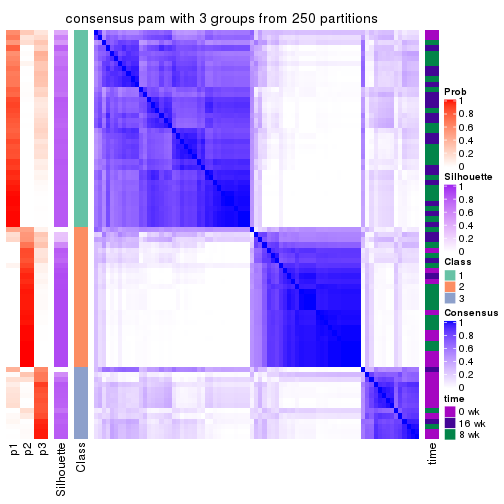 consensus pam with 3 groups from 250 partitions
Prob
1
0.8
0.6
0.4
0.2
0
Silhouette
1
0.8
0.6
0.4
0.2
0
Class
1
2
3
Consensus
1
0.8
0.6
0.4
0.2
0
time
0 wk
16 wk
8 wk
p1
p2
p3
Silhouette
Class
time